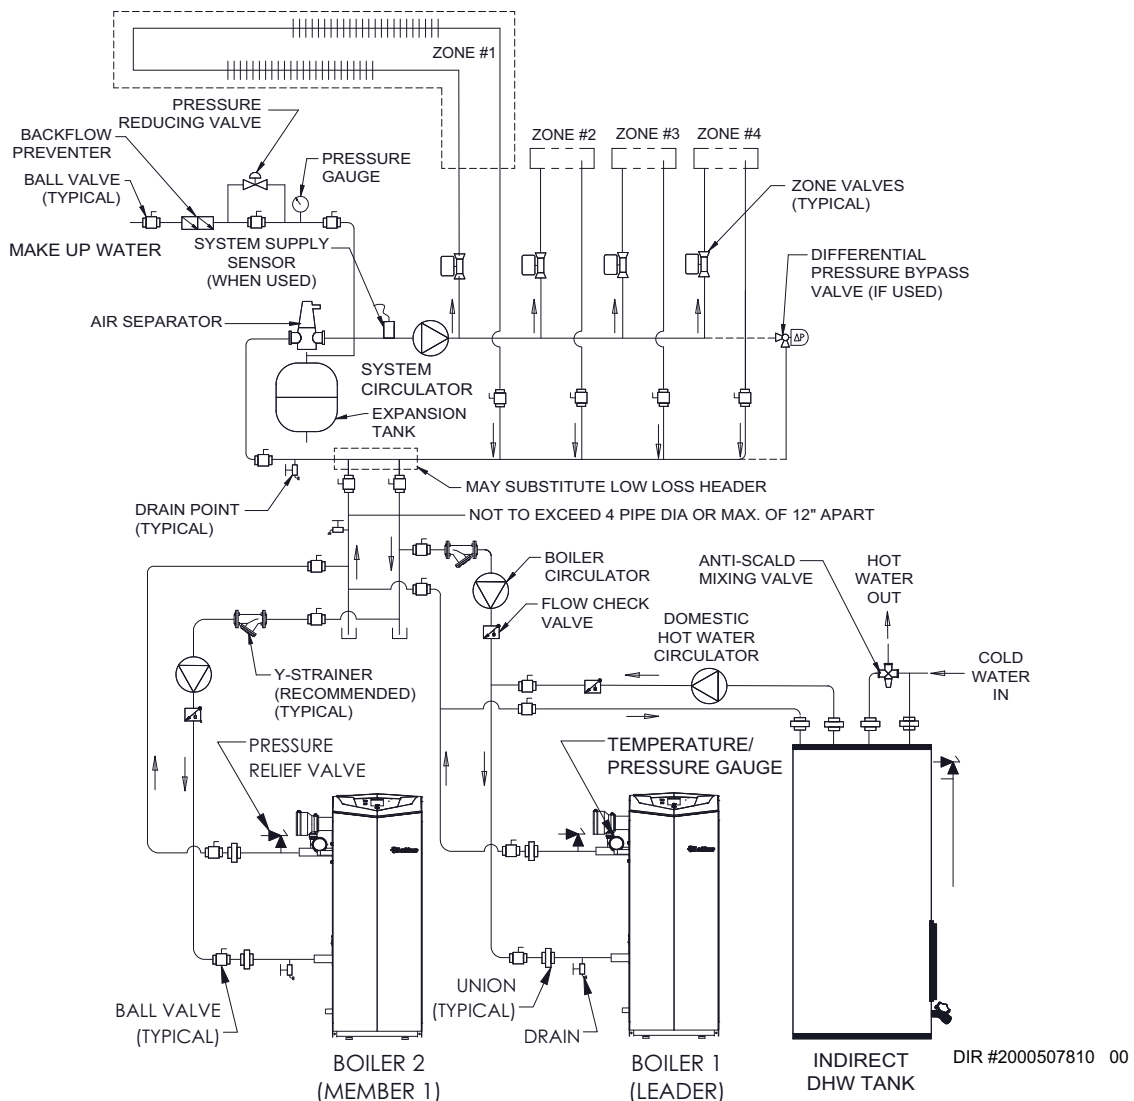 ZONE #1
PRESSURE
REDUCING VALVE
BACKFLOW
PREVENTER
BALL VALVE
(TYPICAL)
PRESSURE
GAUGE
ZONE #2
ZONE #3
ZONE #4
ZONE VALVES
(TYPICAL)
MAKE UP WATER
SYSTEM SUPPLY
SENSOR
(WHEN USED)
DIFFERENTIAL
PRESSURE BYPASS
VALVE (IF USED)
AIR SEPARATOR
ΔP
SYSTEM
CIRCULATOR
EXPANSION
TANK
MAY SUBSTITUTE LOW LOSS HEADER
DRAIN POINT
(TYPICAL)
NOT TO EXCEED 4 PIPE DIA OR MAX. OF 12" APART
BOILER
CIRCULATOR
ANTI-SCALD
MIXING VALVE
HOT
WATER
OUT
FLOW CHECK
VALVE
DOMESTIC
HOT WATER
CIRCULATOR
COLD
WATER
IN
Y-STRAINER
(RECOMMENDED)
(TYPICAL)
PRESSURE
RELIEF VALVE
TEMPERATURE/
PRESSURE GAUGE
BALL VALVE
(TYPICAL)
UNION
(TYPICAL)
DRAIN
BOILER 2
(MEMBER 1)
BOILER 1
(LEADER)
INDIRECT
DHW TANK
DIR #2000507810 00